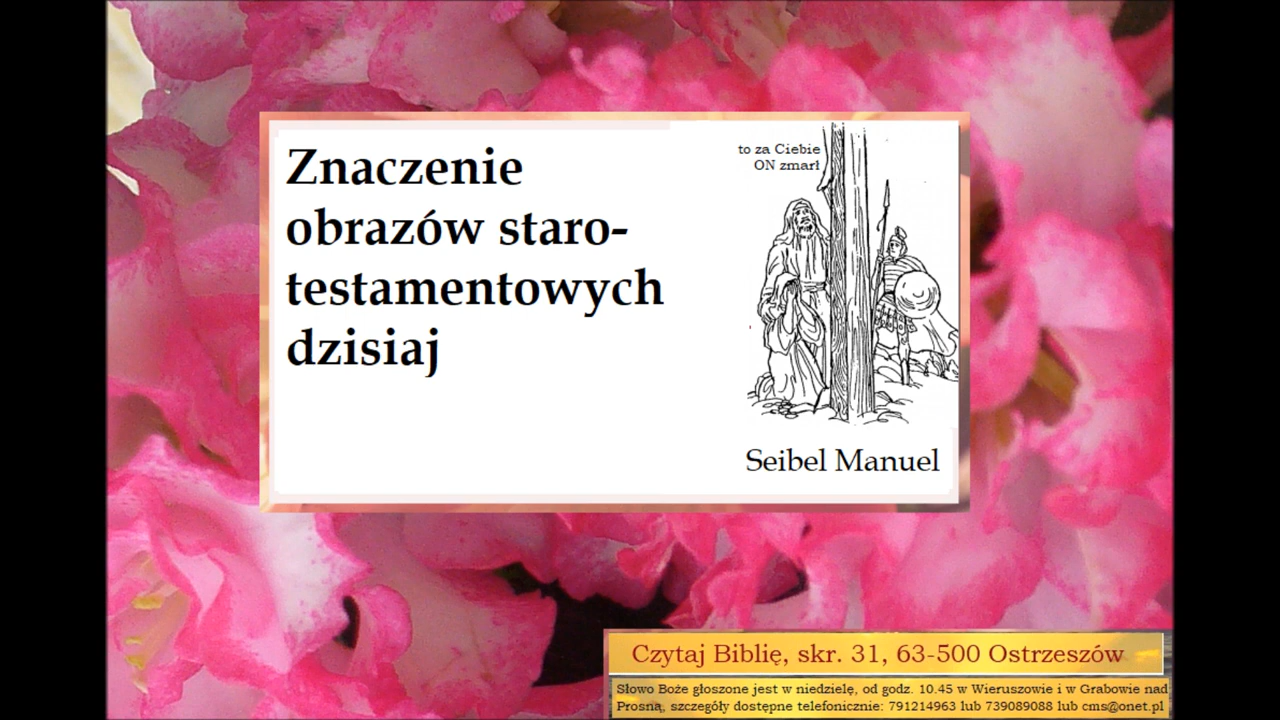 Znaczenie
obrazów staro-
testamentowych
dzisiaj
to za Ciebie
ON zmarł
Seibel Manuel
Czytaj Biblię, skr. 31, 63-500 Ostrzeszów
Słowo Boże głoszone jest w niedzielę, od godz. 10.45 w Wieruszowie i w Grabowie nad
Prosną, szczegóły dostępne telefonicznie: 791214963 lub 739089088 lub cms@onet.pl